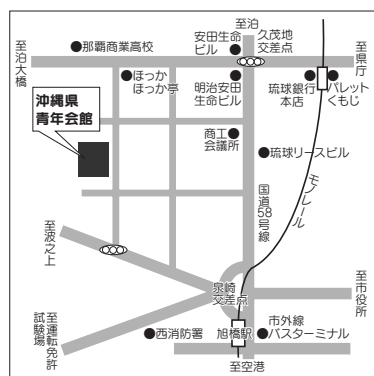 至泊
安田生命
ビル
久茂地
交差点
那覇商業高校
至泊大橋
至県庁
ほっか
ほっか亭
明治安田
生命ビル
琉球銀行
本店
パレット
くもじ
沖縄県
青年会館
商工
会議所
琉球リースビル
モノレール
国道58号線
至波之上
泉崎
交差点
至市役所
至運転免許
試験場
西消防署
旭橋駅
市外線
バスターミナル
至空港